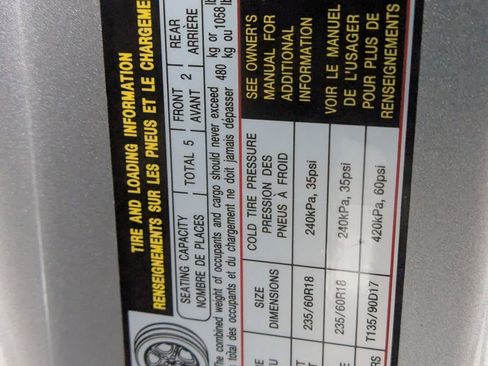 TIRE AND LOADING INFORMATION
RENSEIGNEMENTS SUR LES PNEUS ET LE CHARGEME
SEATING CAPACITY
NOMBRE DE PLACES
TOTAL 5
FRONT 2
AVANT
REAR
ARRIÈRE
The combined weight of occupants and cargo should never exceed 480 kg or 1058 lb
total des occupants et du chargement ne doit jamais dépasser kg ou lb
SIZE
DIMENSIONS
COLD TIRE PRESSURE
PRESSION DES
PNEUS À FROID
235/60R18
240kPa, 35psi
235/60R18
240kPa, 35psi
T135/90D17
420kPa, 60psi
SEE OWNER'S
MANUAL FOR
ADDITIONAL
INFORMATION
VOIR LE MANUEL
DE L'USAGER
POUR PLUS DE
RENSEIGNEMENTS